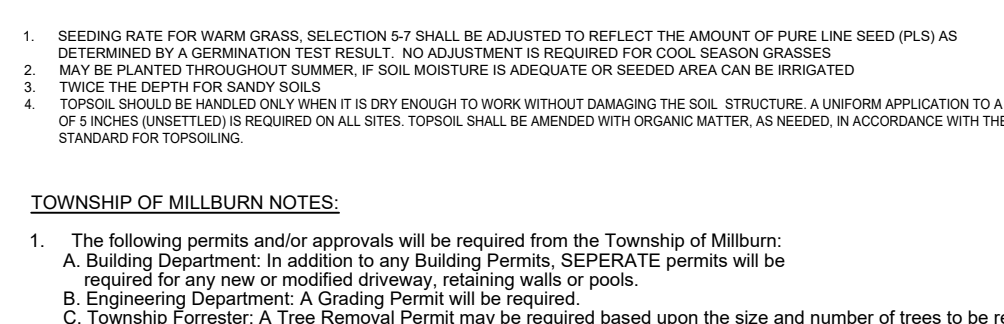 1. SEEDING RATE FOR WARM GRASS, SELECTION 5-7 SHALL BE ADJUSTED TO REFLECT THE AMOUNT OF PURE LINE SEED (PLS) AS
DETERMINED BY A GERMINATION TEST RESULT. NO ADJUSTMENT IS REQUIRED FOR COOL SEASON GRASSES
2. MAY BE PLANTED THROUGHOUT SUMMER, IF SOIL MOISTURE IS ADEQUATE OR SEEDED AREA CAN BE IRRIGATED
3. TWICE THE DEPTH FOR SANDY SOILS
4. TOPSOIL SHOULD BE HANDLED ONLY WHEN IT IS DRY ENOUGH TO WORK WITHOUT DAMAGING THE SOIL STRUCTURE. A UNIFORM APPLICATION TO A
OF 5 INCHES (UNSETTLED) IS REQUIRED ON ALL SITES. TOPSOIL SHALL BE AMENDED WITH ORGANIC MATTER, AS NEEDED, IN ACCORDANCE WITH THE
STANDARD FOR TOPSOILING.
TOWNSHIP OF MILLBURN NOTES:
1. The following permits and/or approvals will be required from the Township of Millburn:
A. Building Department: In addition to any Building Permits, SEPERATE permits will be
required for any new or modified driveway, retaining walls or pools.
B. Engineering Department: A Grading Permit will be required.
C. Township Forrester: A Tree Removal Permit may be required based upon the size and number of trees to be